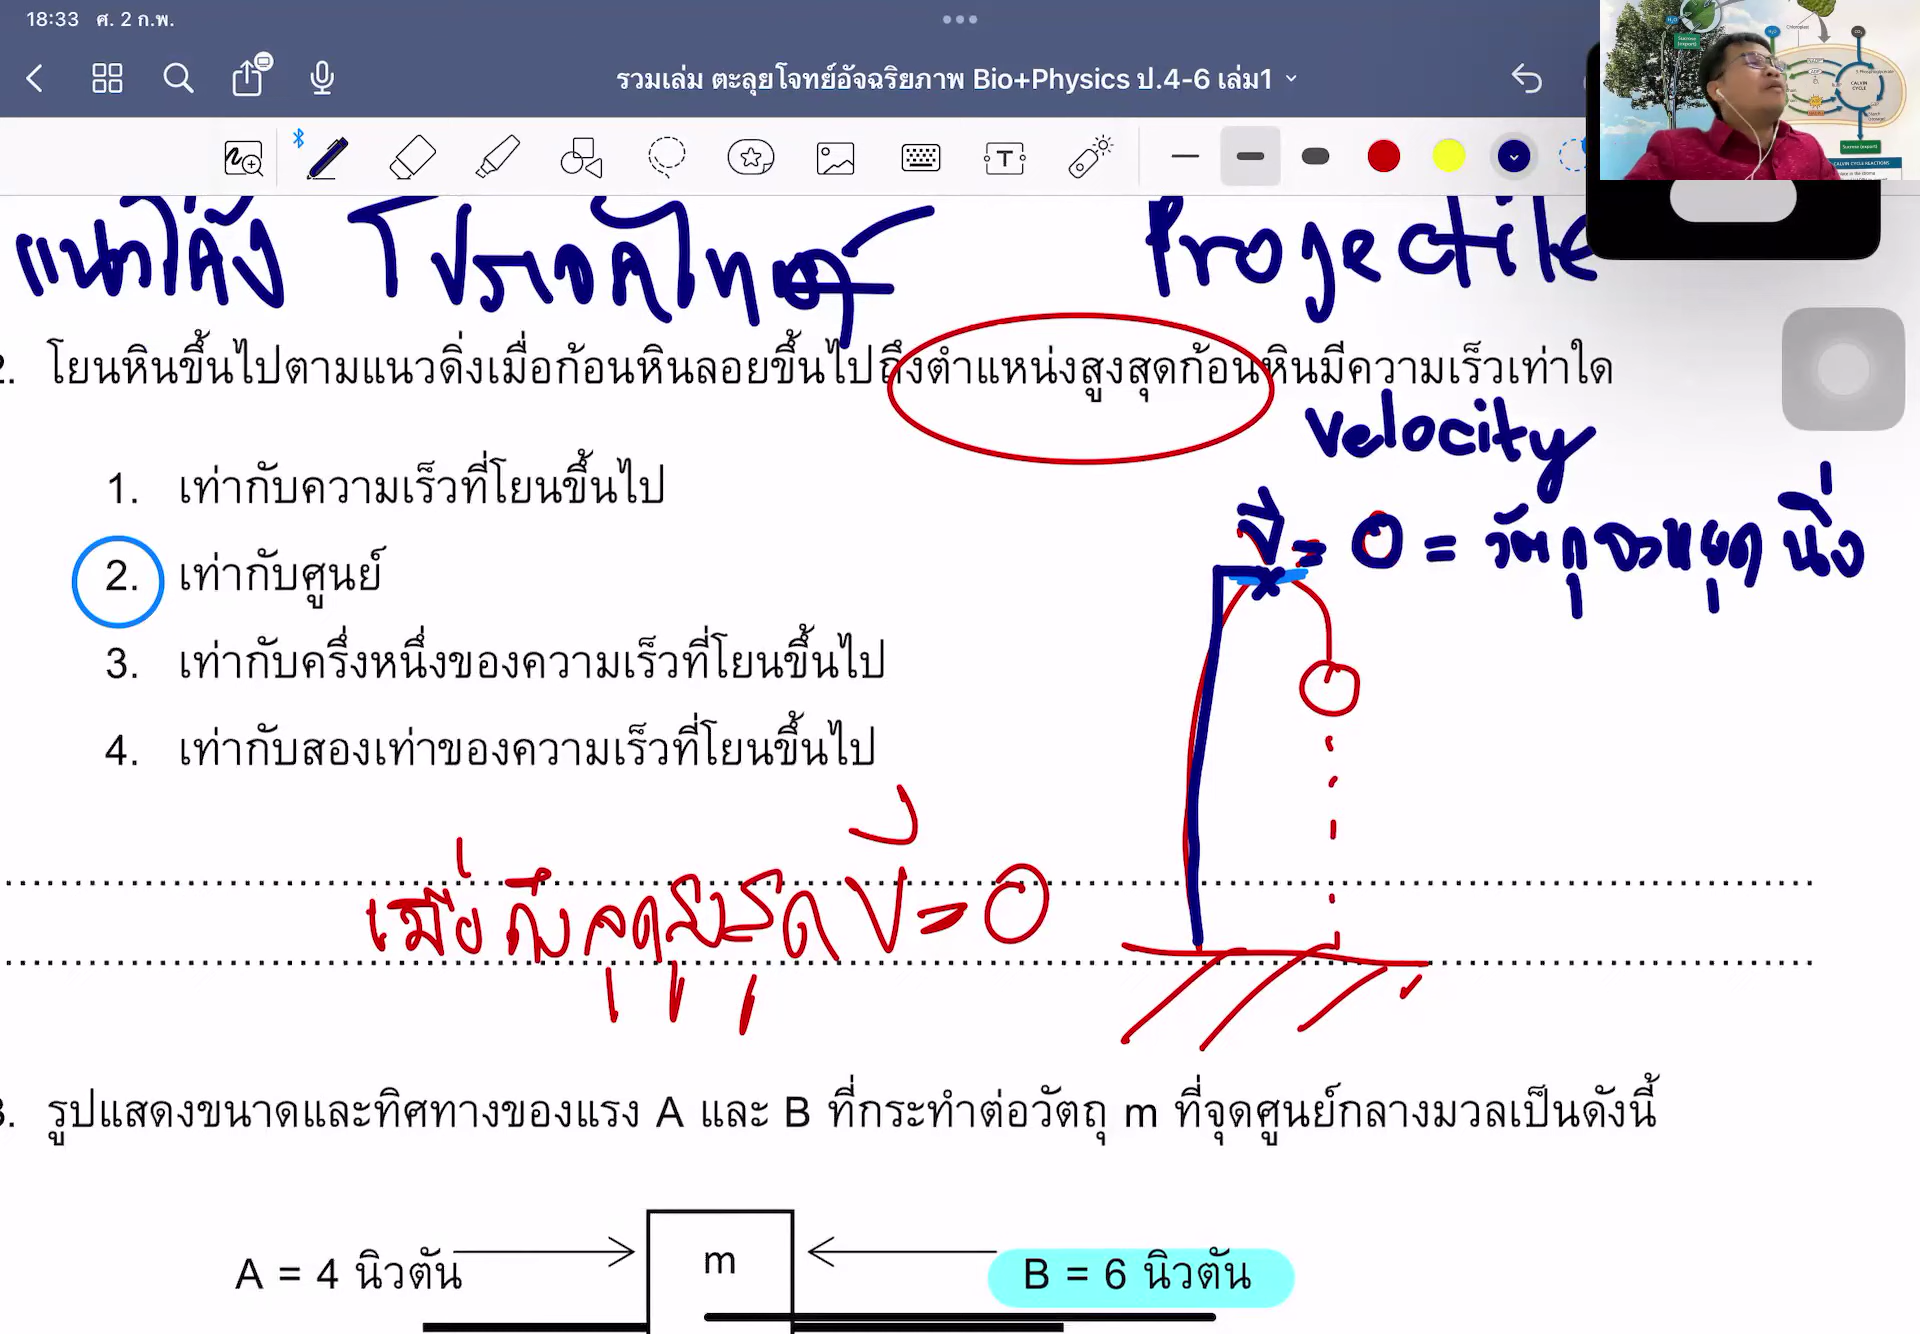 18:33 ศ. 2 ก.พ.
รวมเล่ม ตะลุยโจทย์อัจฉริยภาพ Bio+Physics ป.4-6 เล่ม1
แนวโค้ง โปรเจคไทล์ Projectile
2. โยนหินขึ้นไปตามแนวดิ่งเมื่อก้อนหินลอยขึ้นไปถึงตำแหน่งสูงสุดก้อนหินมีความเร็วเท่าใด
Velocity
1. เท่ากับความเร็วที่โยนขึ้นไป
V = 0 = วัตถุจะหยุดนิ่ง
2. เท่ากับศูนย์
3. เท่ากับครึ่งหนึ่งของความเร็วที่โยนขึ้นไป
4. เท่ากับสองเท่าของความเร็วที่โยนขึ้นไป
เมื่อถึงจุดสูงสุด V = 0
3. รูปแสดงขนาดและทิศทางของแรง A และ B ที่กระทำต่อวัตถุ m ที่จุดศูนย์กลางมวลเป็นดังนี้
A = 4 นิวตัน m B = 6 นิวตัน